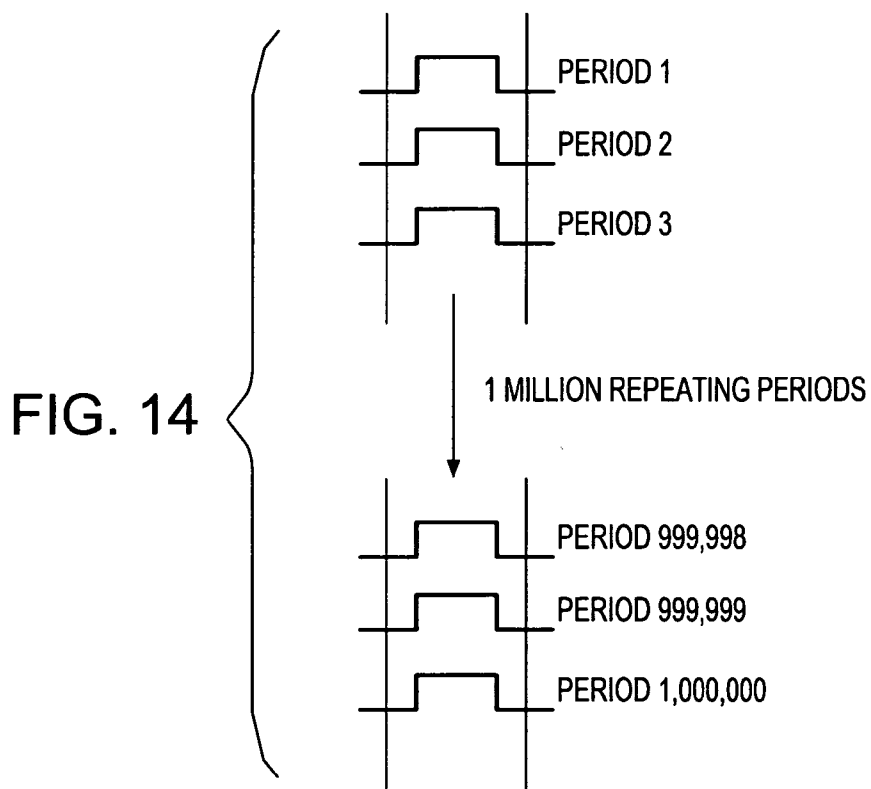 PERIOD 1
PERIOD 2
PERIOD 3
1 MILLION REPEATING PERIODS
FIG. 14
PERIOD 999,998
PERIOD 999,999
PERIOD 1,000,000